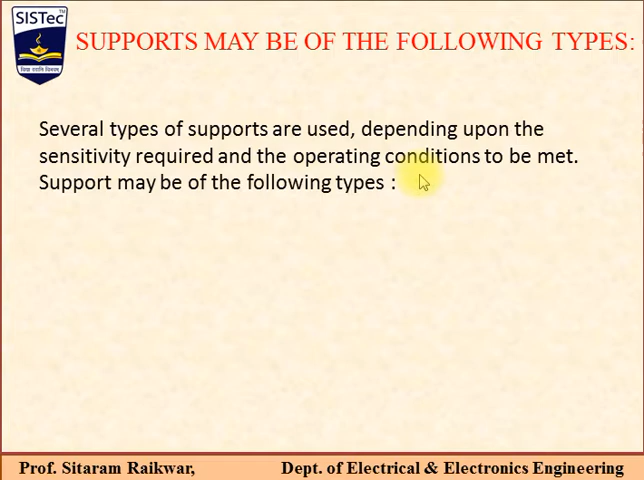 SISTec™
SUPPORTS MAY BE OF THE FOLLOWING TYPES:
Several types of supports are used, depending upon the
sensitivity required and the operating conditions to be met.
Support may be of the following types :
Prof. Sitaram Raikwar, Dept. of Electrical & Electronics Engineering